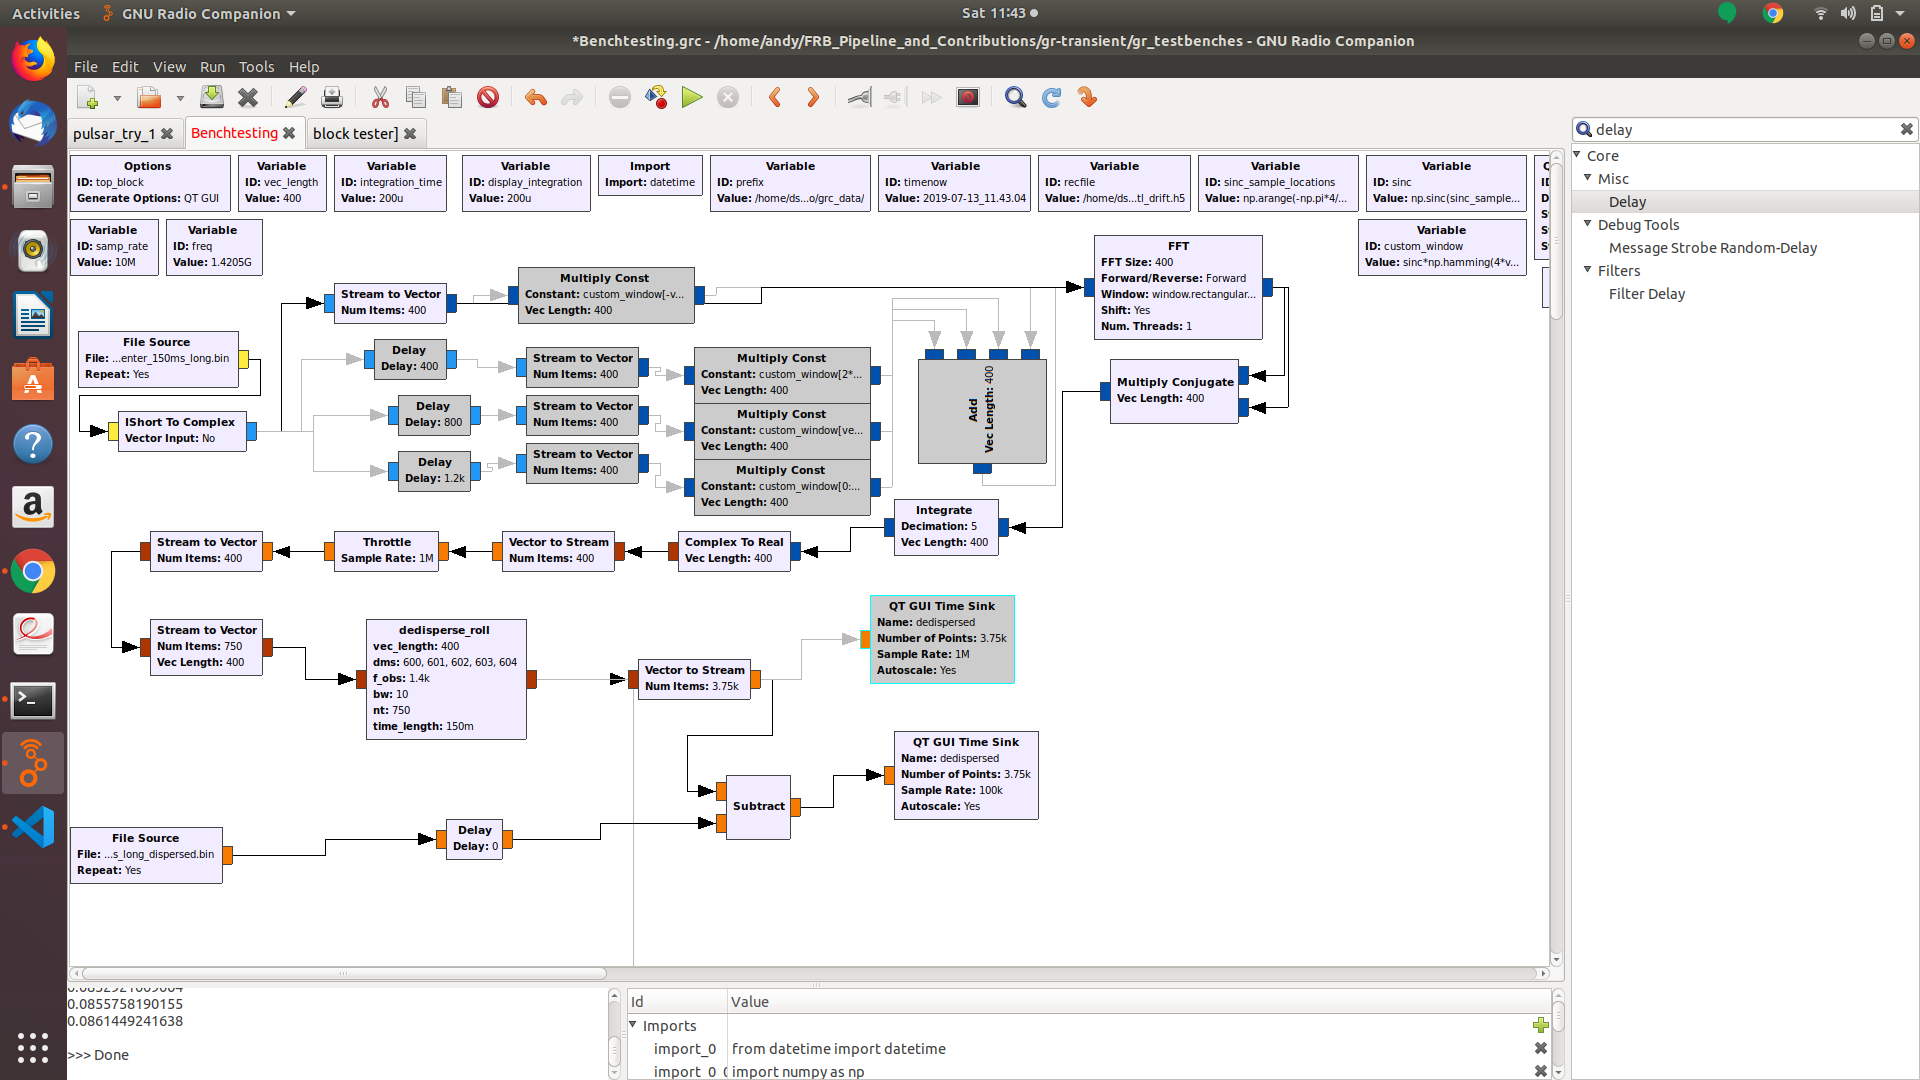 Activities
GNU Radio Companion
Sat 11:43
*Benchtesting.grc - /home/andy/FRB_Pipeline_and_Contributions/gr-transient/gr_testbenches - GNU Radio Companion
File Edit View Run Tools Help
pulsar_try_1
Benchtesting
block tester]
delay
Core
Misc
Delay
Debug Tools
Message Strobe Random-Delay
Filters
Filter Delay
Options
ID: top_block
Generate Options: QT GUI
Variable
ID: vec_length
Value: 400
Variable
ID: integration_time
Value: 200u
Variable
ID: display_integration
Value: 200u
Import
Import: datetime
Variable
ID: prefix
Value: /home/ds...o/grc_data/
Variable
ID: timenow
Value: 2019-07-13_11.43.04
Variable
ID: recfile
Value: /home/ds...tl_drift.h5
Variable
ID: sinc_sample_locations
Value: np.arange(-np.pi*4/...
Variable
ID: sinc
Value: np.sinc(sinc_sample...
Variable
ID: samp_rate
Value: 10M
Variable
ID: freq
Value: 1.4205G
Variable
ID: custom_window
Value: sinc*np.hamming(4*v...
FFT
FFT Size: 400
Forward/Reverse: Forward
Window: window.rectangular...
Shift: Yes
Num. Threads: 1
Stream to Vector
Num Items: 400
Multiply Const
Constant: custom_window[-v...
Vec Length: 400
File Source
File: ...enter_150ms_long.bin
Repeat: Yes
Delay
Delay: 400
Stream to Vector
Num Items: 400
Multiply Const
Constant: custom_window[2*...
Vec Length: 400
Add
Vec Length: 400
Multiply Conjugate
Vec Length: 400
IShort To Complex
Vector Input: No
Delay
Delay: 800
Stream to Vector
Num Items: 400
Multiply Const
Constant: custom_window[ve...
Vec Length: 400
Delay
Delay: 1.2k
Stream to Vector
Num Items: 400
Multiply Const
Constant: custom_window[0:...
Vec Length: 400
Integrate
Decimation: 5
Vec Length: 400
Stream to Vector
Num Items: 400
Throttle
Sample Rate: 1M
Vector to Stream
Num Items: 400
Complex To Real
Vec Length: 400
Stream to Vector
Num Items: 750
Vec Length: 400
dedisperse_roll
vec_length: 400
dms: 600, 601, 602, 603, 604
f_obs: 1.4k
bw: 10
nt: 750
time_length: 150m
Vector to Stream
Num Items: 3.75k
QT GUI Time Sink
Name: dedispersed
Number of Points: 3.75k
Sample Rate: 1M
Autoscale: Yes
QT GUI Time Sink
Name: dedispersed
Number of Points: 3.75k
Sample Rate: 100k
Autoscale: Yes
Subtract
File Source
File: ...s_long_dispersed.bin
Repeat: Yes
Delay
Delay: 0
0.0855758190155
0.0861449241638
>>> Done
Id Value
Imports
import_0 from datetime import datetime
import_0_ import numpy as np